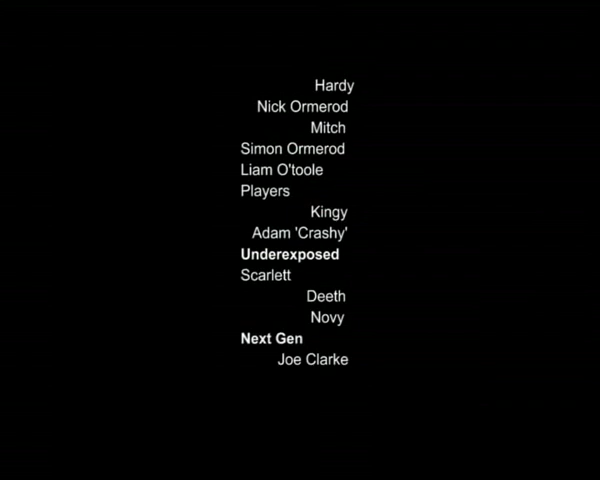 Hardy
Nick Ormerod
Mitch
Simon Ormerod
Liam O'toole
Players
Kingy
Adam 'Crashy'
Underexposed
Scarlett
Deeth
Novy
Next Gen
Joe Clarke